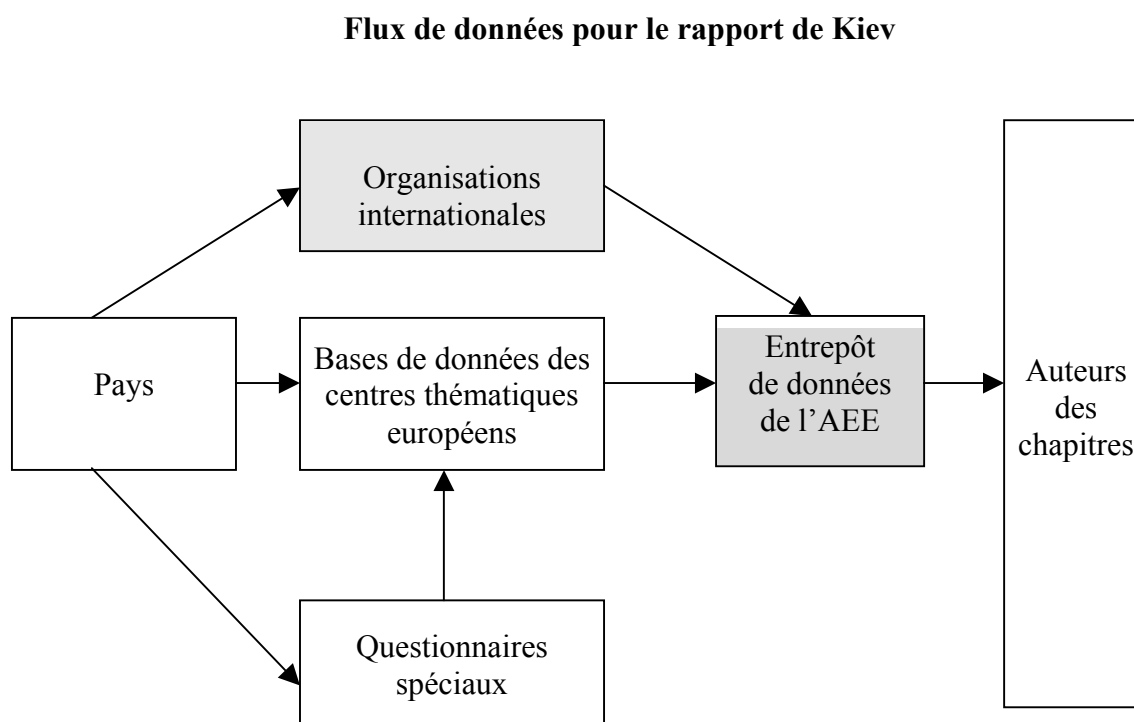 Flux de données pour le rapport de Kiev
Organisations
internationales
Pays
Bases de données des
centres thématiques
européens
Entrepôt
de données
de l’AEE
Auteurs
des
chapitres
Questionnaires
spéciaux